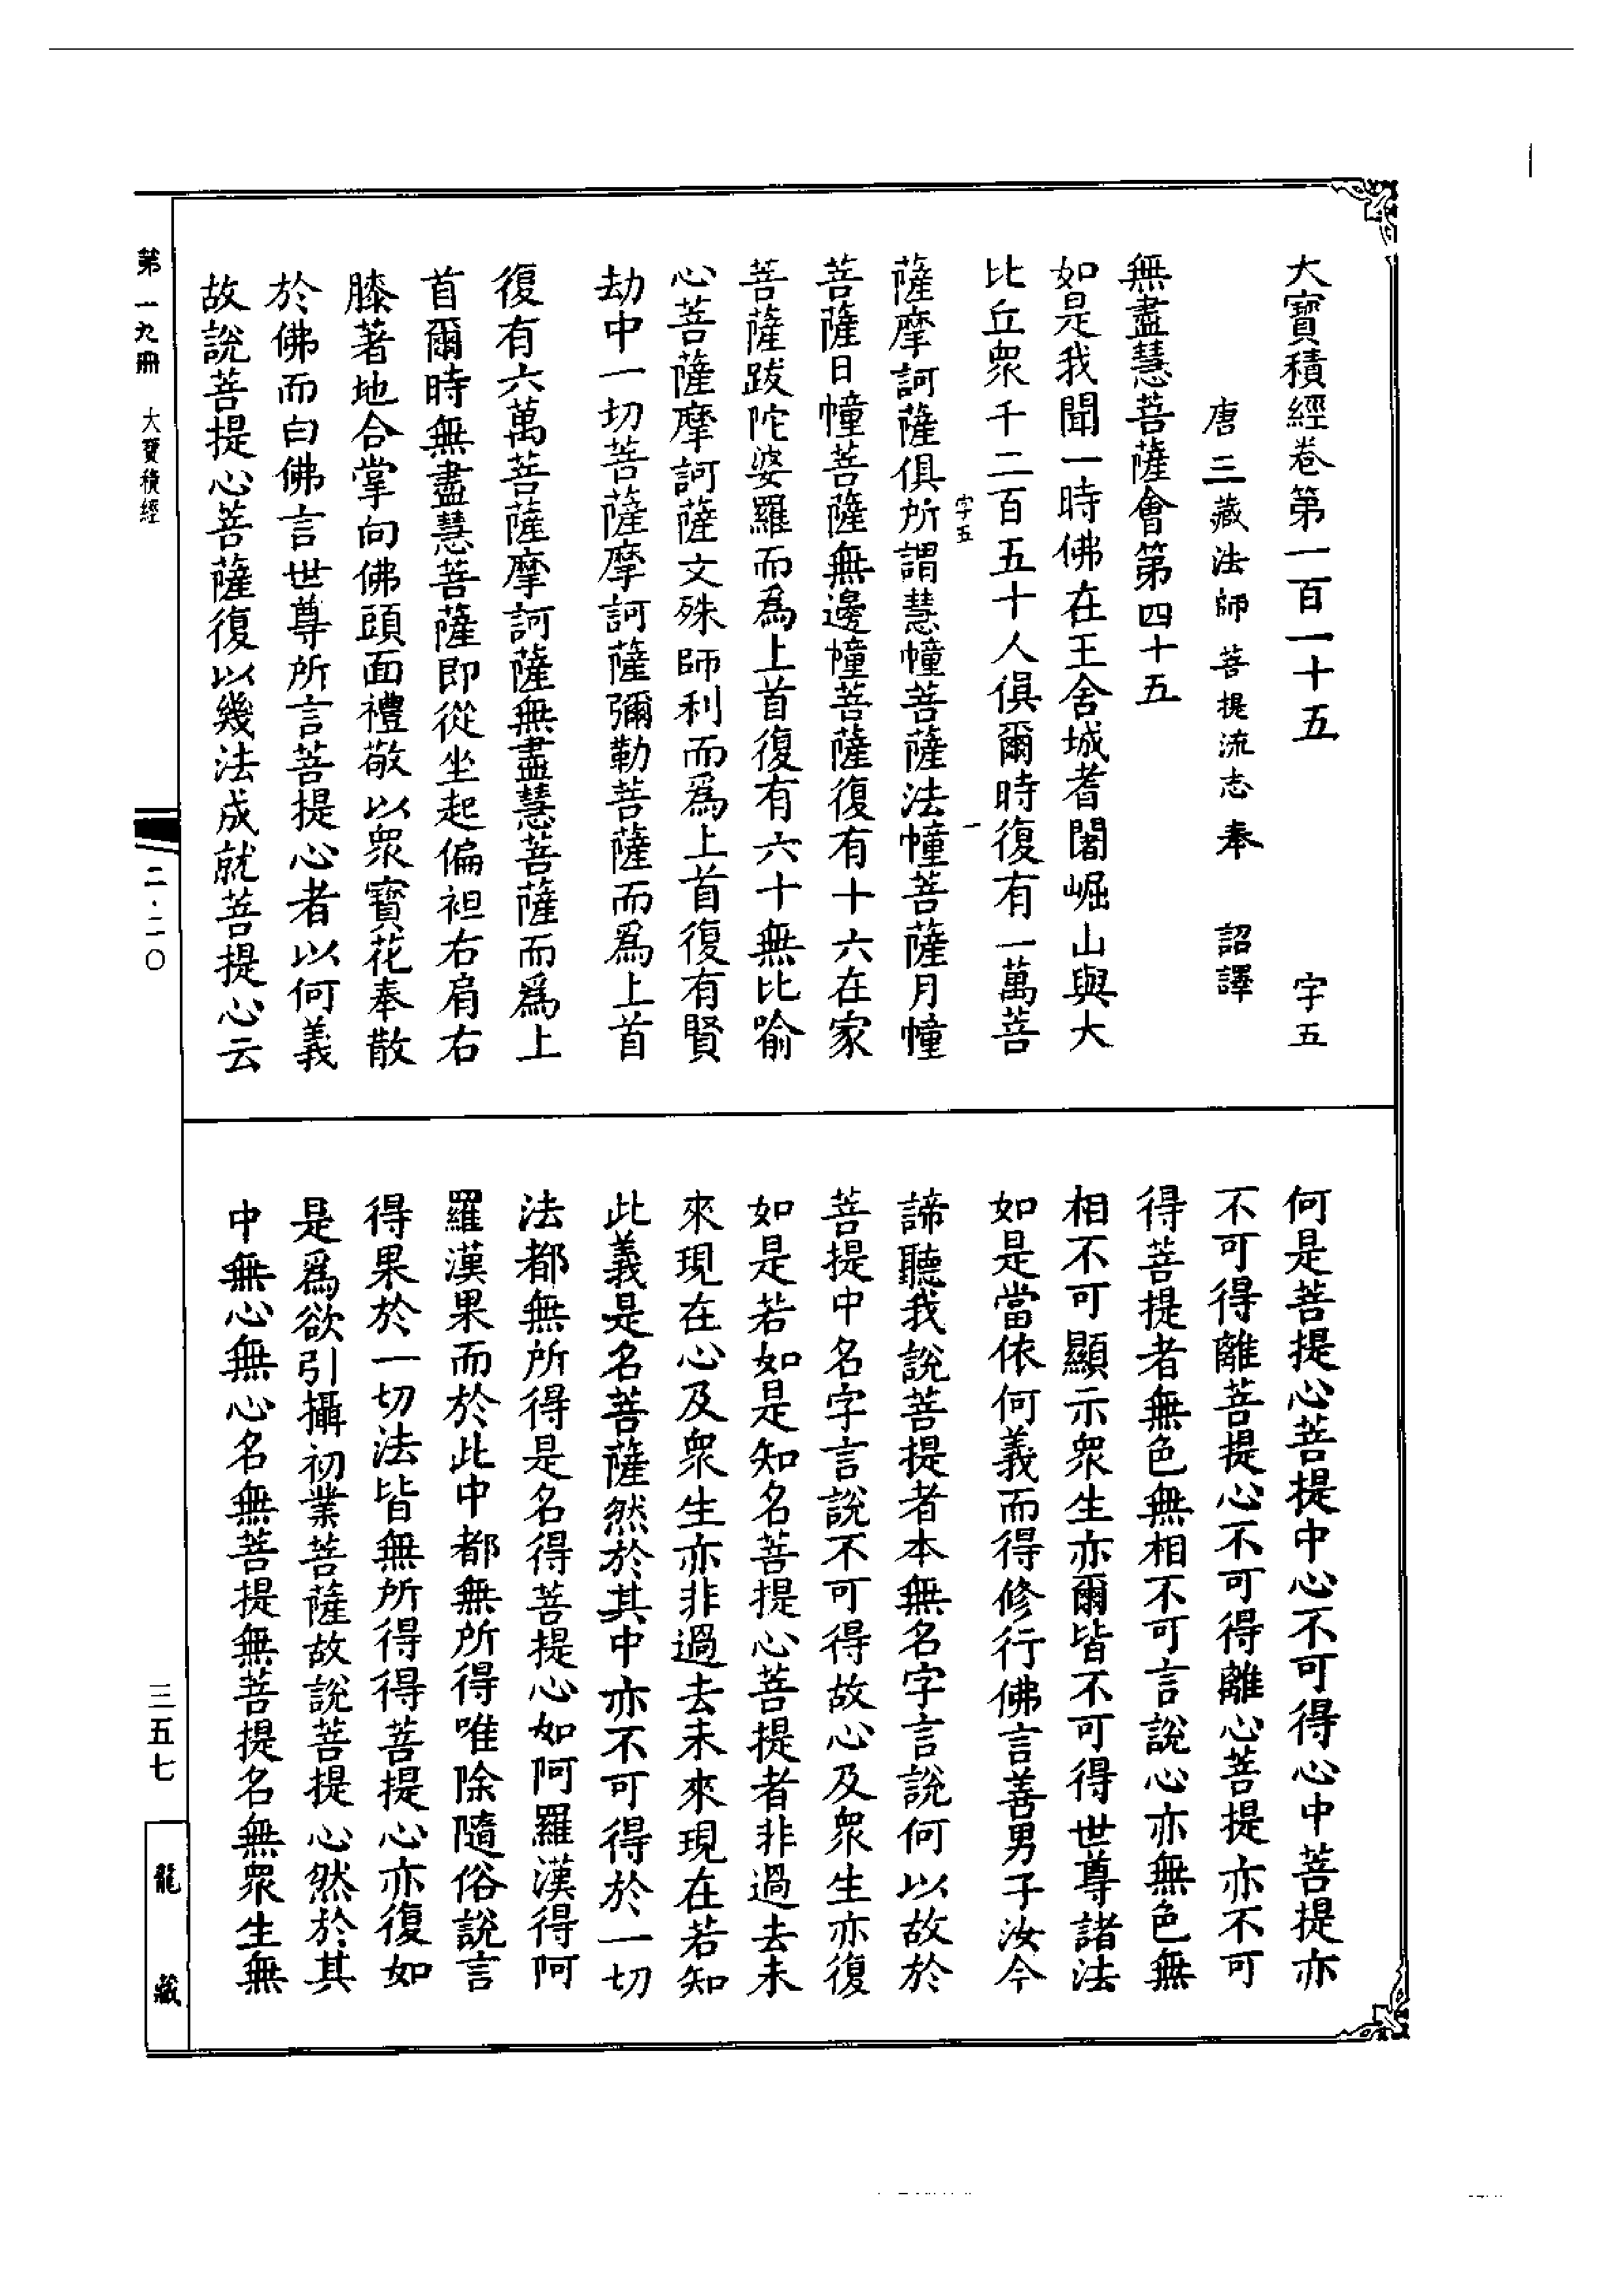 大寶積經卷第一百一十五 字五
唐三藏法師菩提流志奉 詔譯
無盡慧菩薩會第四十五
如是我聞一時佛在王舍城耆闍崛山與大
比丘眾千二百五十人俱爾時復有一萬菩
字五 一
薩摩訶薩俱所謂慧幢菩薩法幢菩薩月幢
菩薩日幢菩薩無邊幢菩薩復有十六在家
菩薩跋陀婆羅而為上首復有六十無比喻
心菩薩摩訶薩文殊師利而為上首復有賢
劫中一切菩薩摩訶薩彌勒菩薩而為上首
復有六萬菩薩摩訶薩無盡慧菩薩而為上
首爾時無盡慧菩薩即從坐起偏袒右肩右
膝著地合掌向佛頭面禮敬以眾寶花奉散
於佛而白佛言世尊所言菩提心者以何義
故說菩提心菩薩復以幾法成就菩提心云
何是菩提心菩提中心不可得心中菩提亦
不可得離菩提心不可得離心菩提亦不可
得菩提者無色無相不可言說心亦無色無
相不可顯示眾生亦爾皆不可得世尊諸法
如是當依何義而得修行佛言善男子汝今
諦聽我說菩提者本無名字言說何以故於
菩提中名字言說不可得故心及眾生亦復
如是若如是知名菩提心菩提者非過去未
來現在心及眾生亦非過去未來現在若知
此義是名菩薩然於其中亦不可得於一切
法都無所得是名得菩提心如阿羅漢得阿
羅漢果而於此中都無所得唯除隨俗說言
得果於一切法皆無所得得菩提心亦復如
是為欲引攝初業菩薩故說菩提心然於其
中無心無心名無菩提無菩提名無眾生無
第一九冊 大寶積經 二·二〇 三五七 龍藏